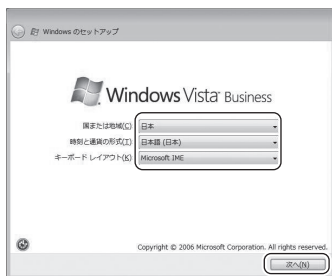 Windows のセットアップ
Windows Vista Business
国または地域(C) 日本
時刻と通貨の形式(T) 日本語 (日本)
キーボード レイアウト(K) Microsoft IME
Copyright © 2006 Microsoft Corporation. All rights reserved.
次へ(N)